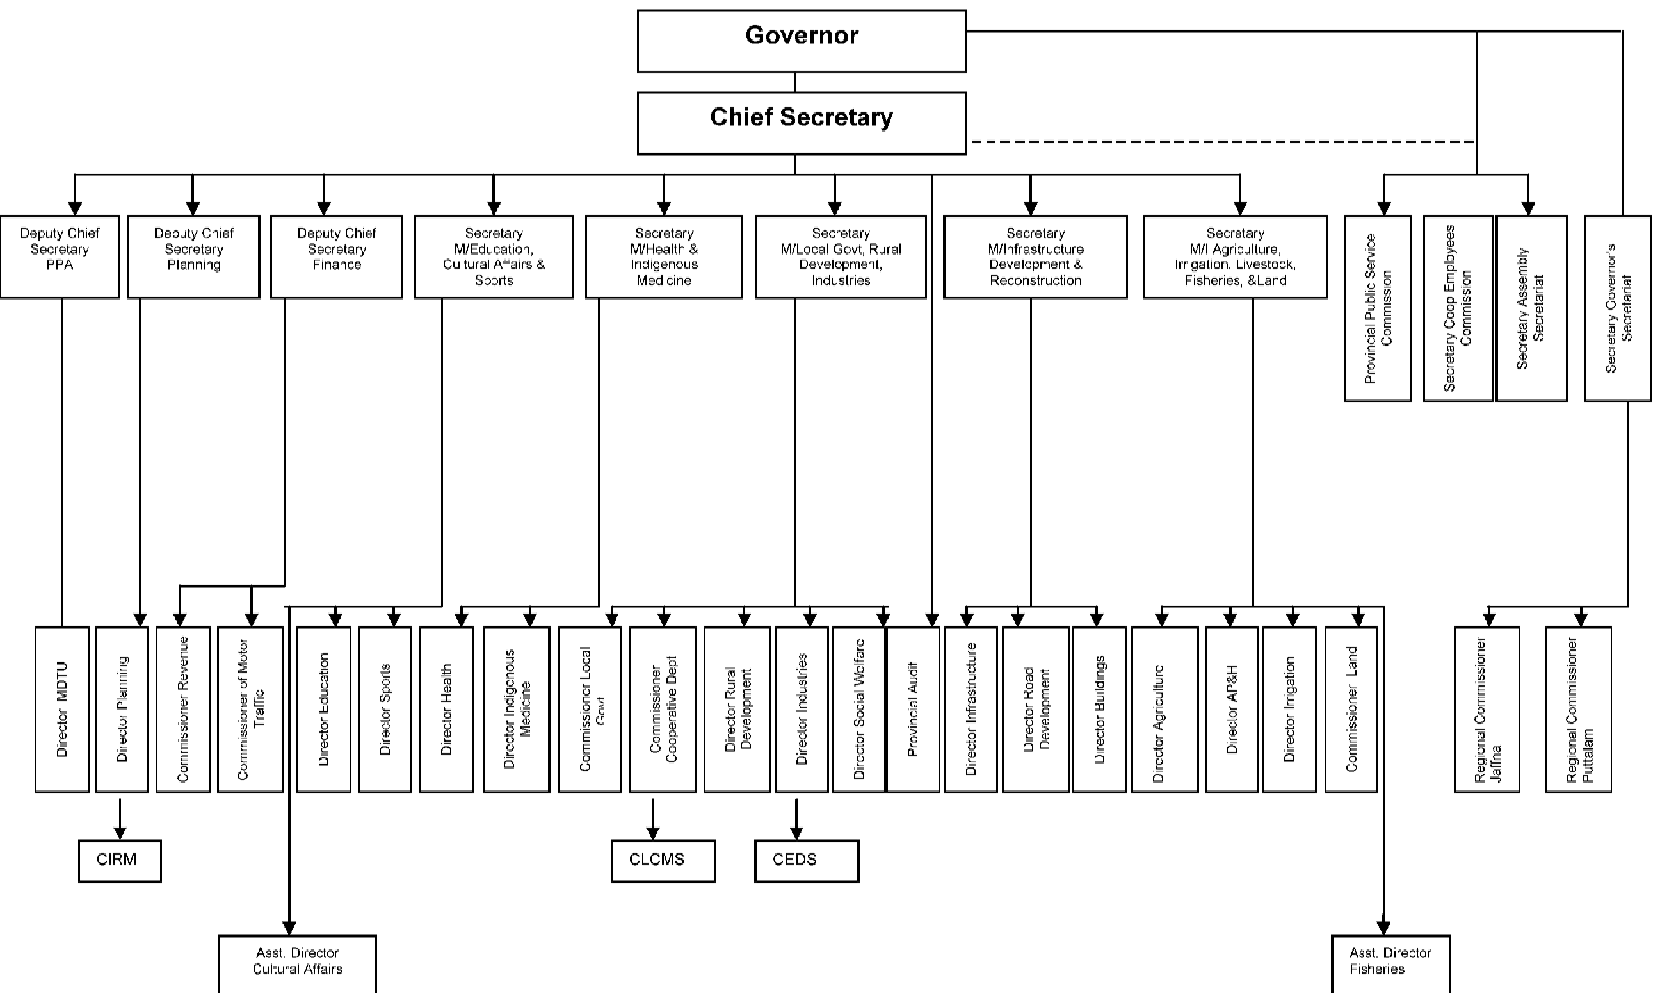 Governor
Chief Secretary
Deputy Chief
Secretary
PPA
Deputy Chief
Secretary
Planning
Deputy Chief
Secretary
Finance
Secretary
M/Education,
Cultural Affairs &
Sports
Secretary
M/Health &
Indigenous
Medicine
Secretary
M/Local Govt, Rural
Development,
Industries
Secretary
M/Infrastructure
Development &
Reconstruction
Secretary
M/I Agriculture,
Irrigation, Livestock,
Fisheries, &Land
Provincial Public Service
Commission
Secretary Coop Employees
Commission
Secretary Assembly
Secretariat
Secretary Governor's
Secretariat
Director MDTU
Director Planning
Commissioner Revenue
Commissioner of Motor
Traffic
Director Education
Director Sports
Director Health
Director Indigenous
Medicine
Commissioner Local
Govt
Commissioner
Cooperative Dept
Director Rural
Development
Director Industries
Director Social Welfare
Provincial Audit
Director Infrastructure
Director Road
Development
Director Buildings
Director Agriculture
Director AP&H
Director Irrigation
Commissioner Land
Regional Commissioner
Jaffna
Regional Commissioner
Puttallam
CIRM
CLCMS
CEDS
Asst. Director
Cultural Affairs
Asst. Director
Fisheries